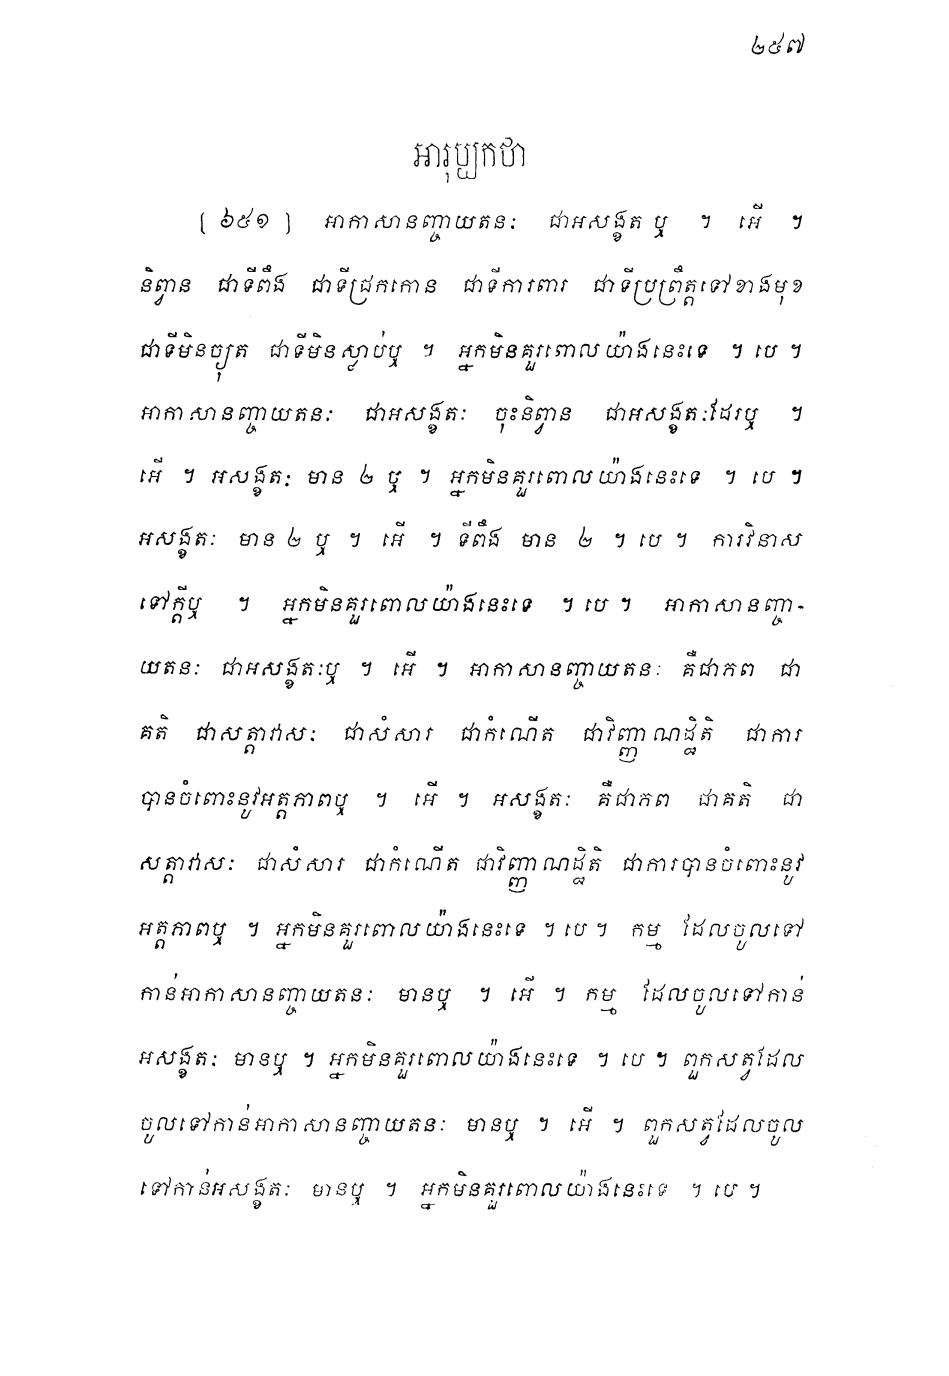 ២៥៧
អារុប្បកថា
[ ៦៥១ ] អាកាសានញ្ចាយតនៈ ជាអសង្ខត ឬ ។ អើ ។
និព្វាន ជាទីពឹង ជាទីជ្រកកោន ជាទីការពារ ជាទីប្រព្រឹត្តទៅខាងមុខ
ជាទីមិនច្យុត ជាទីមិនស្លាប់ឬ ។ អ្នកមិនគួរពោលយ៉ាងនេះទេ ។ បេ ។
អាកាសានញ្ចាយតនៈ ជាអសង្ខតៈ ចុះនិព្វាន ជាអសង្ខតៈដែរឬ ។
អើ ។ អសង្ខតៈ មាន ២ ឬ ។ អ្នកមិនគួរពោលយ៉ាងនេះទេ ។ បេ ។
អសង្ខតៈ មាន ២ ឬ ។ អើ ។ ទីពឹង មាន ២ ។ បេ ។ ការវិនាស
ទៅក្តីឬ ។ អ្នកមិនគួរពោលយ៉ាងនេះទេ ។ បេ ។ អាកាសានញ្ចា-
យតនៈ ជាអសង្ខតៈឬ ។ អើ ។ អាកាសានញ្ចាយតនៈ គឺជាភព ជា
គតិ ជាសត្តាវាសៈ ជាសំសារ ជាកំណើត ជាវិញ្ញាណដ្ឋិតិ ជាការ
បានចំពោះនូវអត្តភាពឬ ។ អើ ។ អសង្ខតៈ គឺជាភព ជាគតិ ជា
សត្តាវាសៈ ជាសំសារ ជាកំណើត ជាវិញ្ញាណដ្ឋិតិ ជាការបានចំពោះនូវ
អត្តភាពឬ ។ អ្នកមិនគួរពោលយ៉ាងនេះទេ ។ បេ ។ កម្ម ដែលចូលទៅ
កាន់អាកាសានញ្ចាយតនៈ មានឬ ។ អើ ។ កម្ម ដែលចូលទៅកាន់
អសង្ខតៈ មានឬ ។ អ្នកមិនគួរពោលយ៉ាងនេះទេ ។ បេ ។ ពួកសត្វដែល
ចូលទៅកាន់អាកាសានញ្ចាយតនៈ មានឬ ។ អើ ។ ពួកសត្វដែលចូល
ទៅកាន់អសង្ខតៈ មានឬ ។ អ្នកមិនគួរពោលយ៉ាងនេះទេ ។ បេ ។